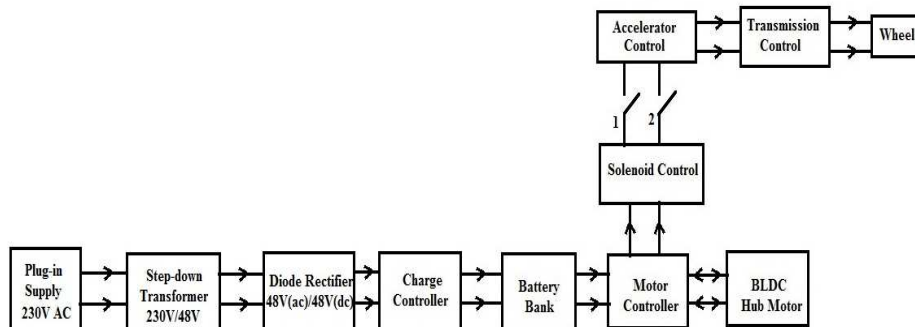 Accelerator
Control
Transmission
Control
Wheel
1
2
Solenoid Control
Plug-in
Supply
230V AC
Step-down
Transformer
230V/48V
Diode Rectifier
48V(ac)/48V(dc)
Charge
Controller
Battery
Bank
Motor
Controller
BLDC
Hub Motor